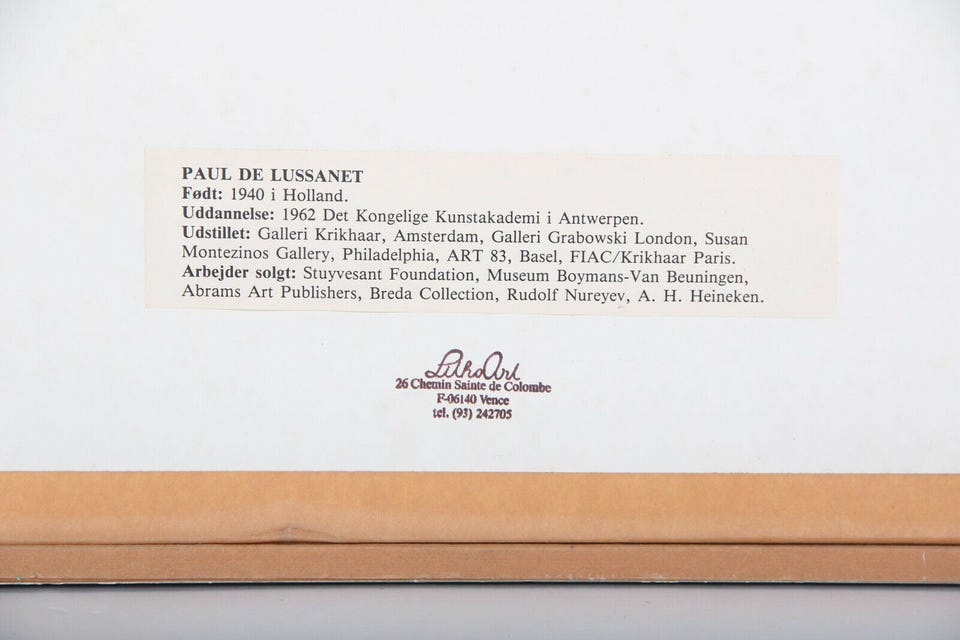 PAUL DE LUSSANET
Født: 1940 i Holland.
Uddannelse: 1962 Det Kongelige Kunstakademi i Antwerpen.
Udstillet: Galleri Krikhaar, Amsterdam, Galleri Grabowski London, Susan
Montezinos Gallery, Philadelphia, ART 83, Basel, FIAC/Krikhaar Paris.
Arbejder solgt: Stuyvesant Foundation, Museum Boymans-Van Beuningen,
Abrams Art Publishers, Breda Collection, Rudolf Nureyev, A. H. Heineken.
LithoArt
26 Chemin Sainte de Colombe
F-06140 Vence
tel. (93) 242705